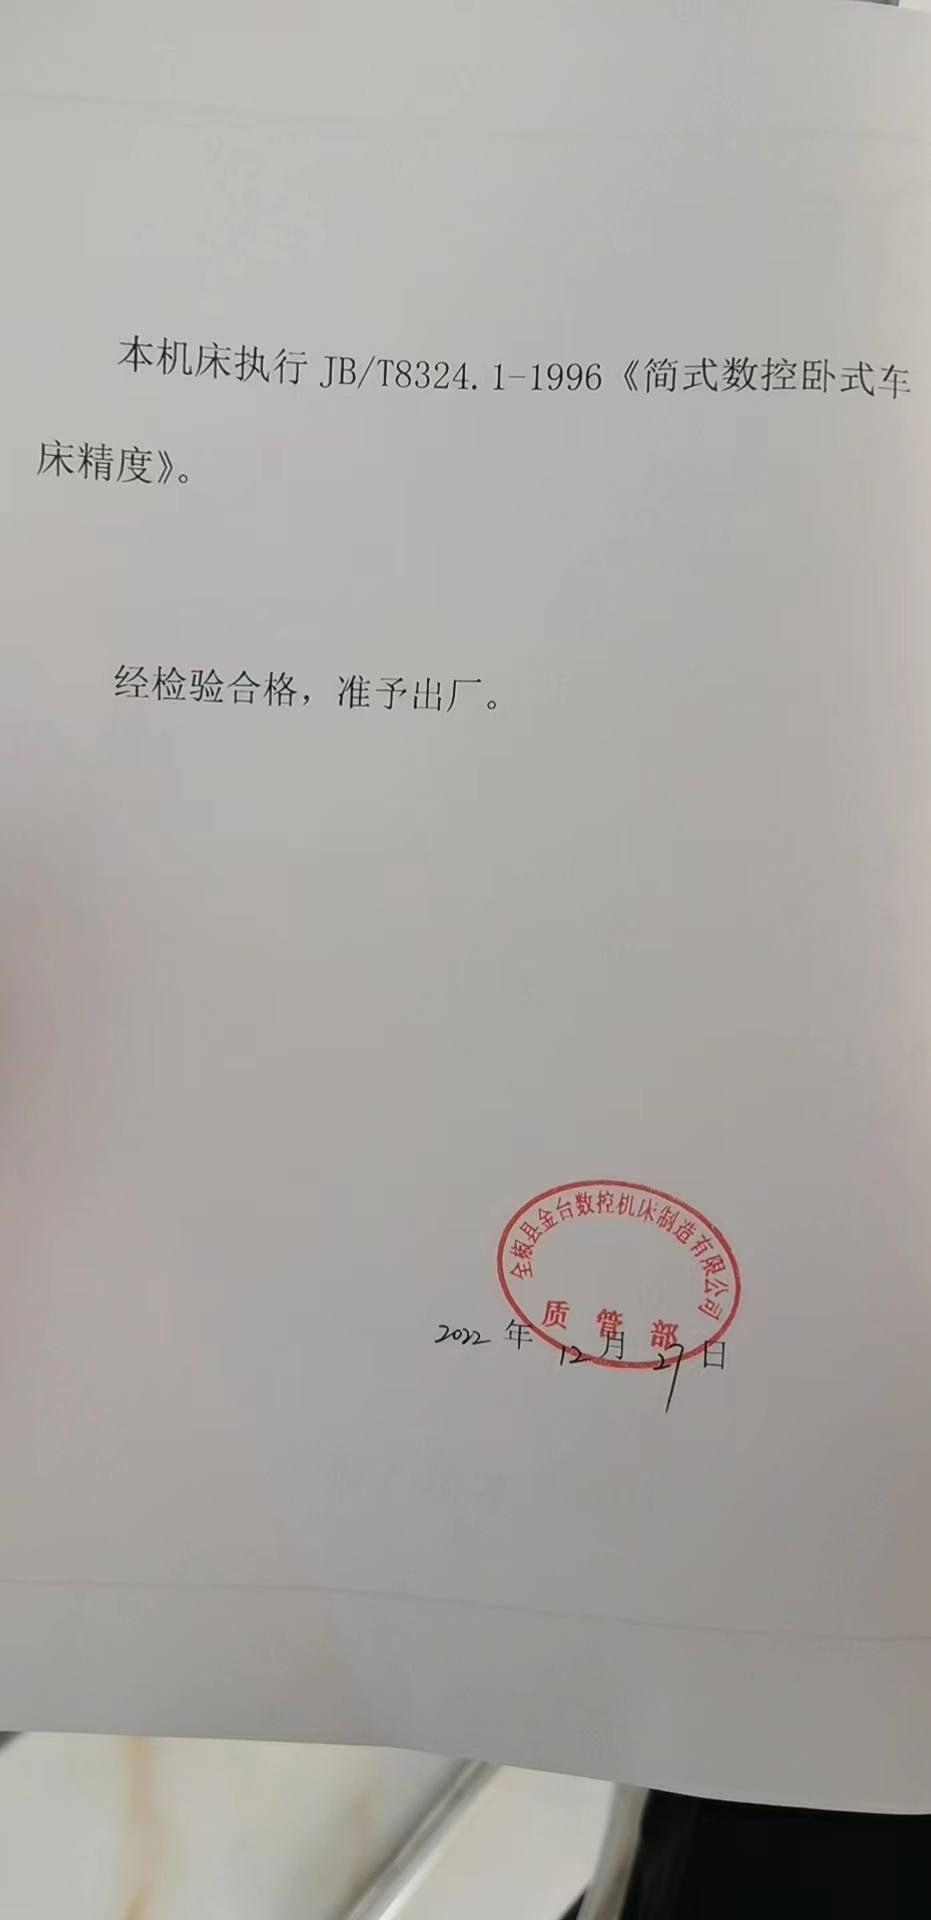 本机床执行 JB/T8324.1-1996《简式数控卧式车
床精度》。
经检验合格，准予出厂。
全椒县金台数控机床制造有限公司
质管部
2022 年 12 月 27 日